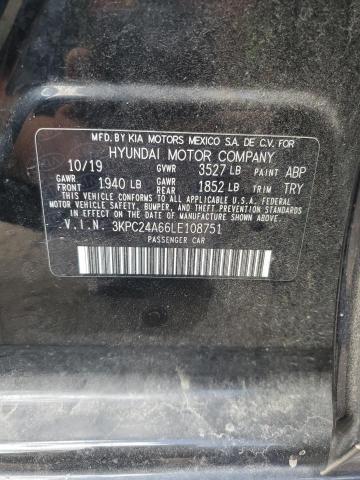 MFD.BY KIA MOTORS MEXICO S.A. DE C.V. FOR
HYUNDAI MOTOR COMPANY
10/19 GVWR 3527 LB PAINT ABP
GAWR FRONT 1940 LB GAWR REAR 1852 LB TRIM TRY
THIS VEHICLE CONFORMS TO ALL APPLICABLE
U.S. FEDERAL MOTOR VEHICLE
SAFETY, BUMPER, AND THEFT PREVENTION STANDARDS
IN EFFECT ON THE DATE OF MANUFACTURE SHOWN ABOVE.
V.I.N. 3KPC24A66LE108751
PASSENGER CAR